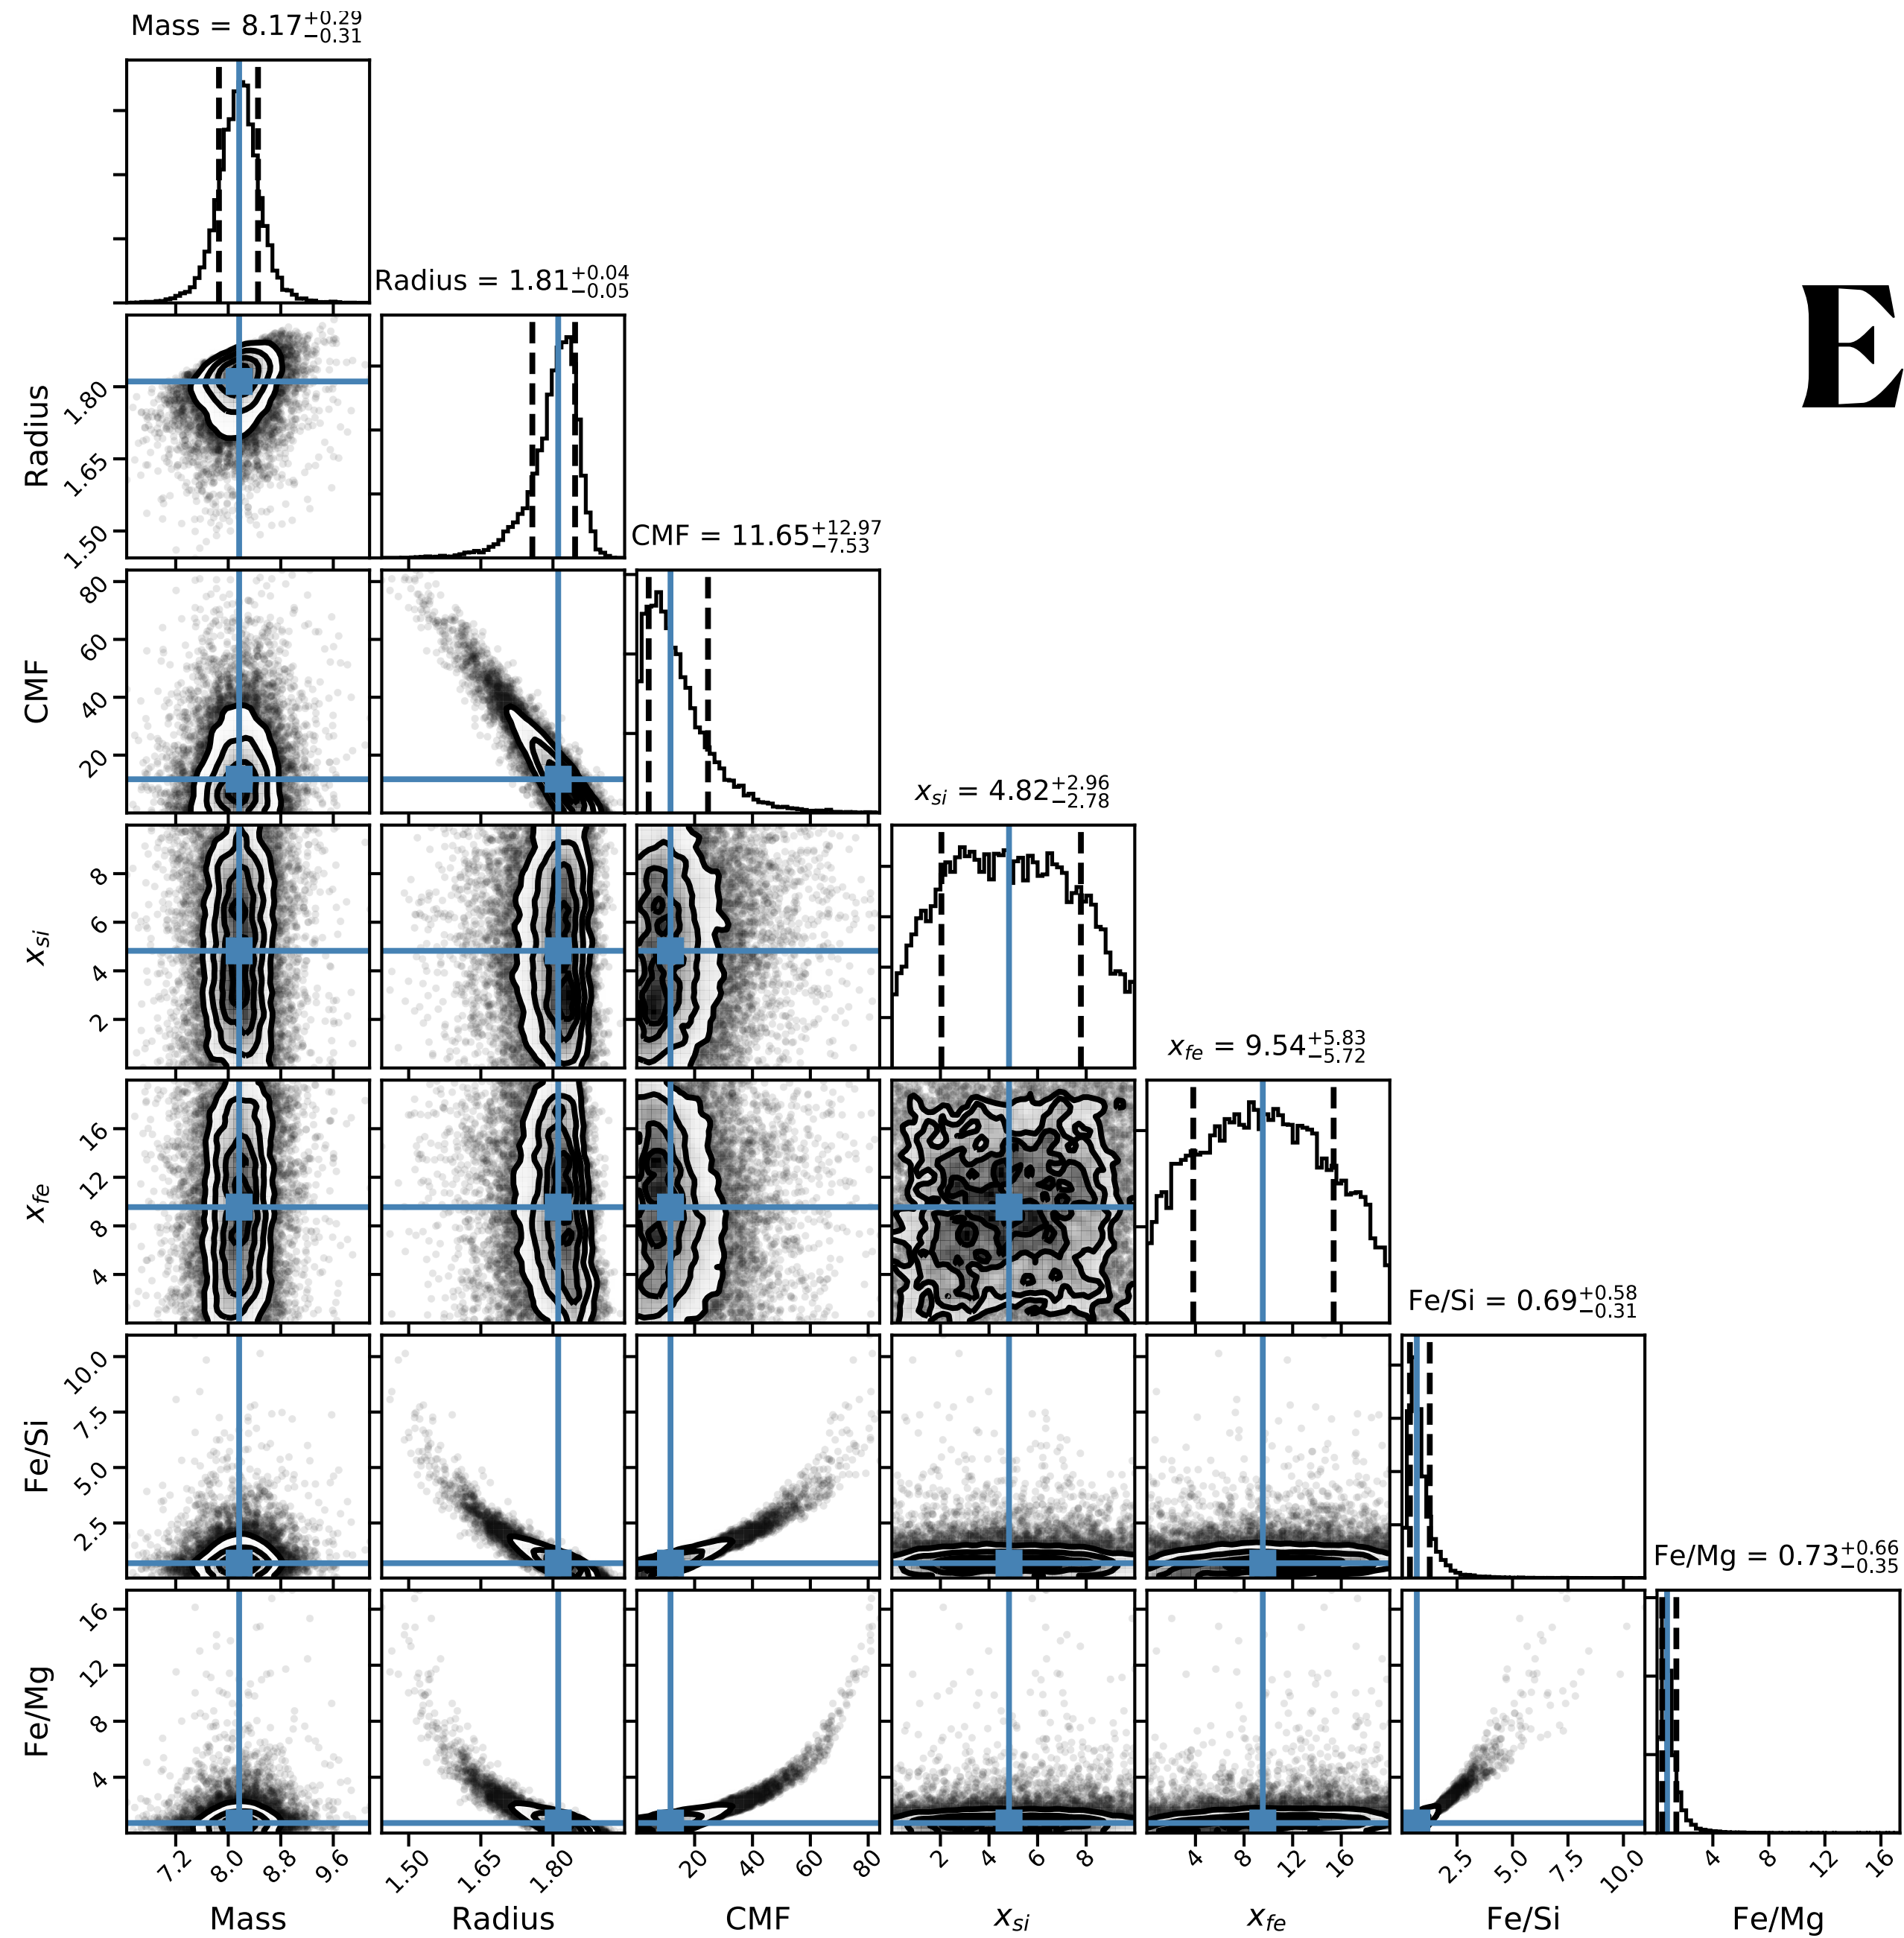 Mass = 8.17+0.29 −0.31
Radius = 1.81+0.04 −0.05
E
Radius
1.80
1.65
1.50
CMF = 11.65+12.97 −7.53
CMF
80
60
40
20
xsi = 4.82+2.96 −2.78
xsi
8
6
4
2
xfe = 9.54+5.83 −5.72
xfe
16
12
8
4
Fe/Si = 0.69+0.58 −0.31
Fe/Si
10.0
7.5
5.0
2.5
Fe/Mg = 0.73+0.66 −0.35
Fe/Mg
16
12
8
4
7.2 8.0 8.8 9.6 1.50 1.65 1.80 20 40 60 80 2 4 6 8 4 8 12 16 2.5 5.0 7.5 10.0 4 8 12 16
Mass Radius CMF xsi xfe Fe/Si Fe/Mg